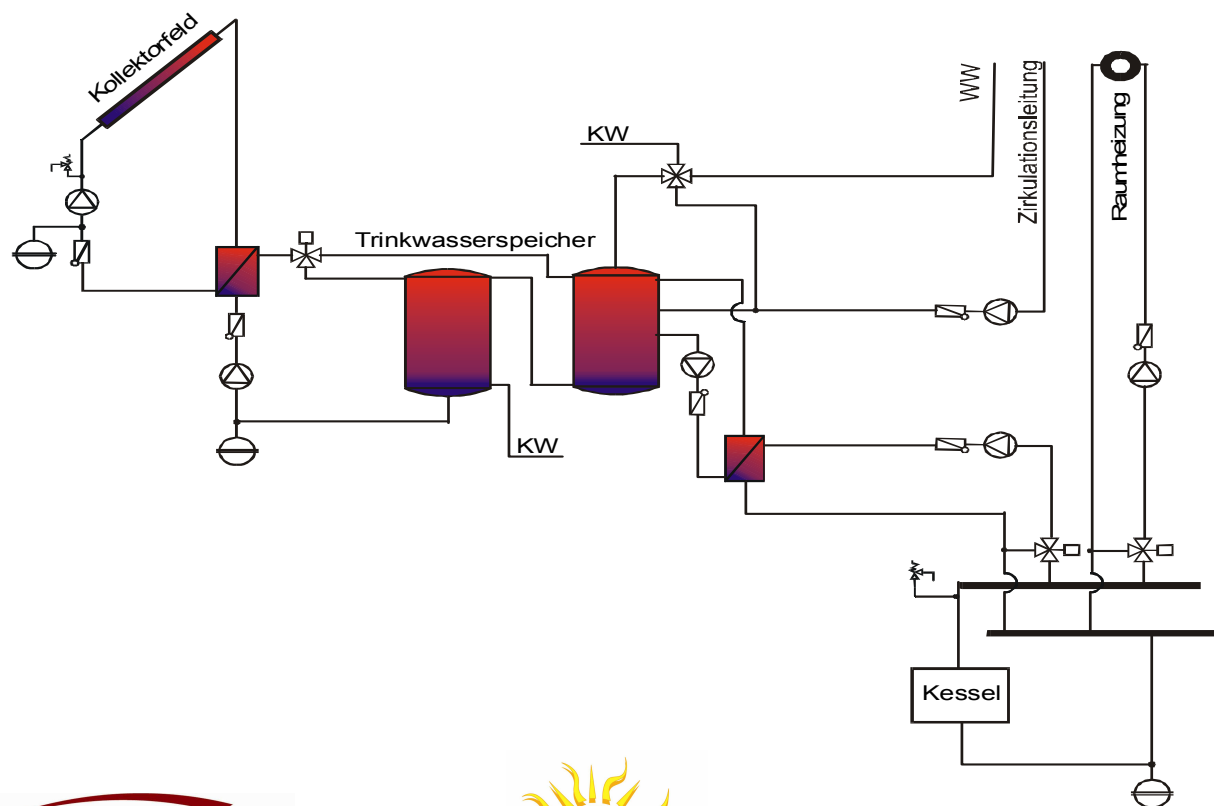 Kollektorfeld
KW
WW
Zirkulationsleitung
Raumheizung
Trinkwasserspeicher
KW
Kessel